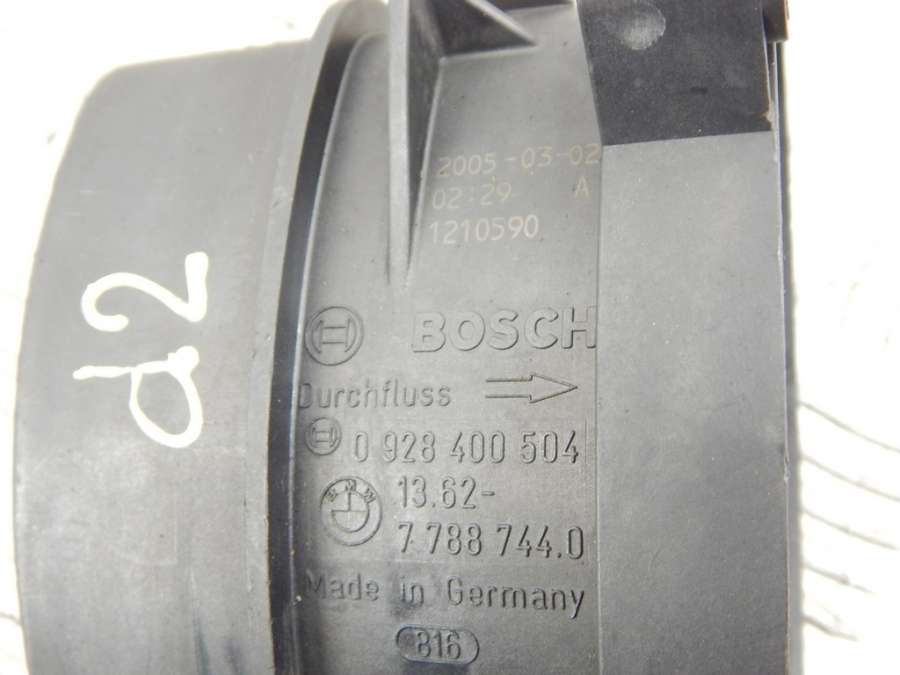 2005-03-02
02:29 A
1210590
BOSCH
Durchfluss
0 928 400 504
BMW
13.62-
7 788 744.0
Made in Germany
816
d2